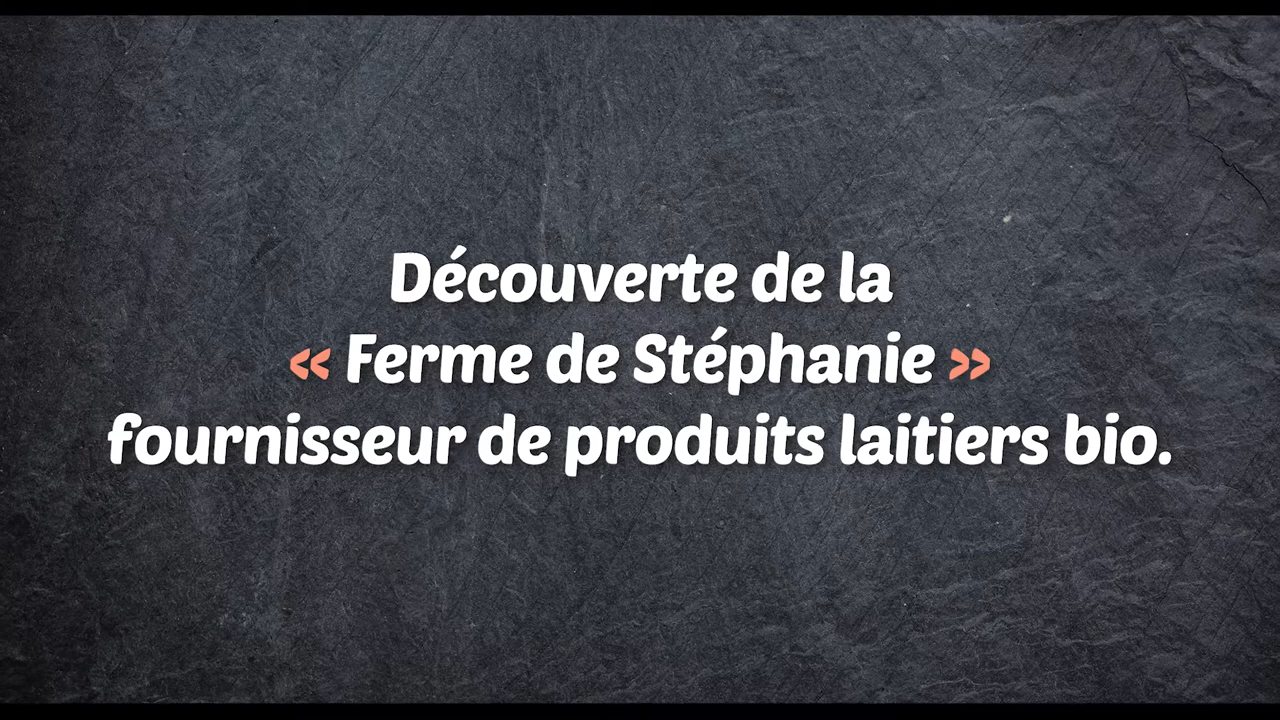 Découverte de la
« Ferme de Stéphanie »
fournisseur de produits laitiers bio.